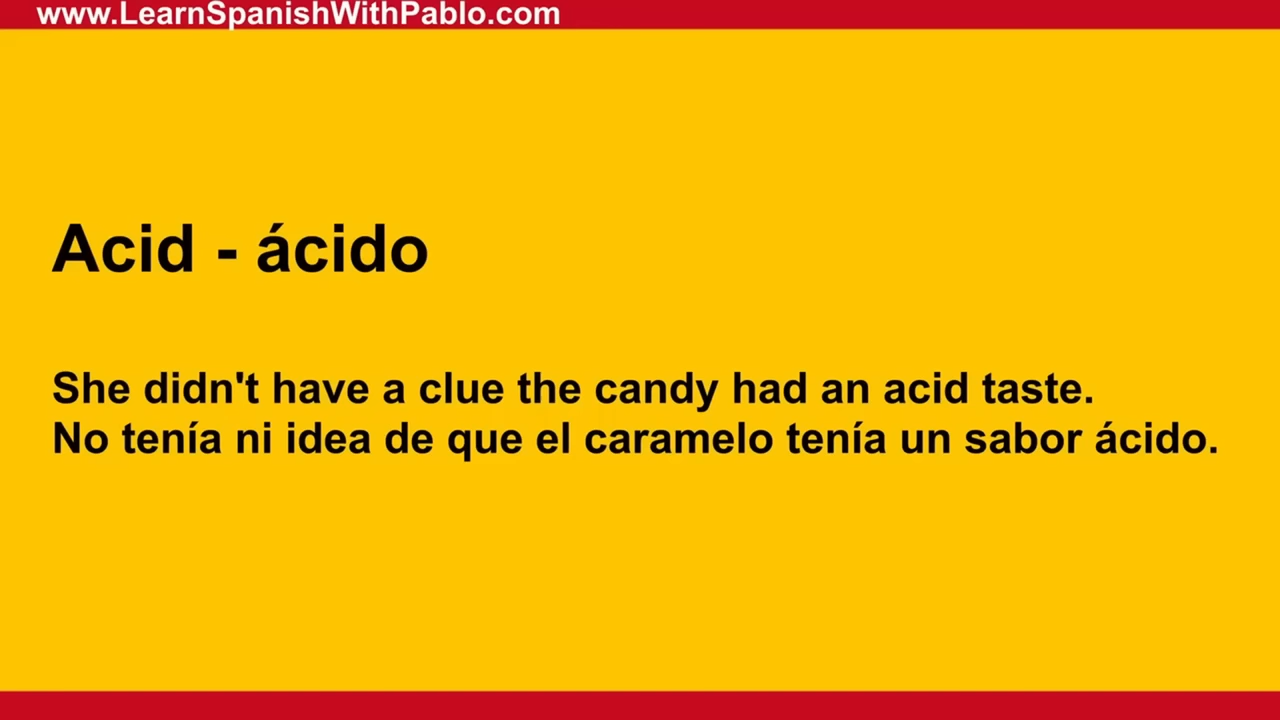 www.LearnSpanishWithPablo.com
Acid - ácido
She didn't have a clue the candy had an acid taste.
No tenía ni idea de que el caramelo tenía un sabor ácido.